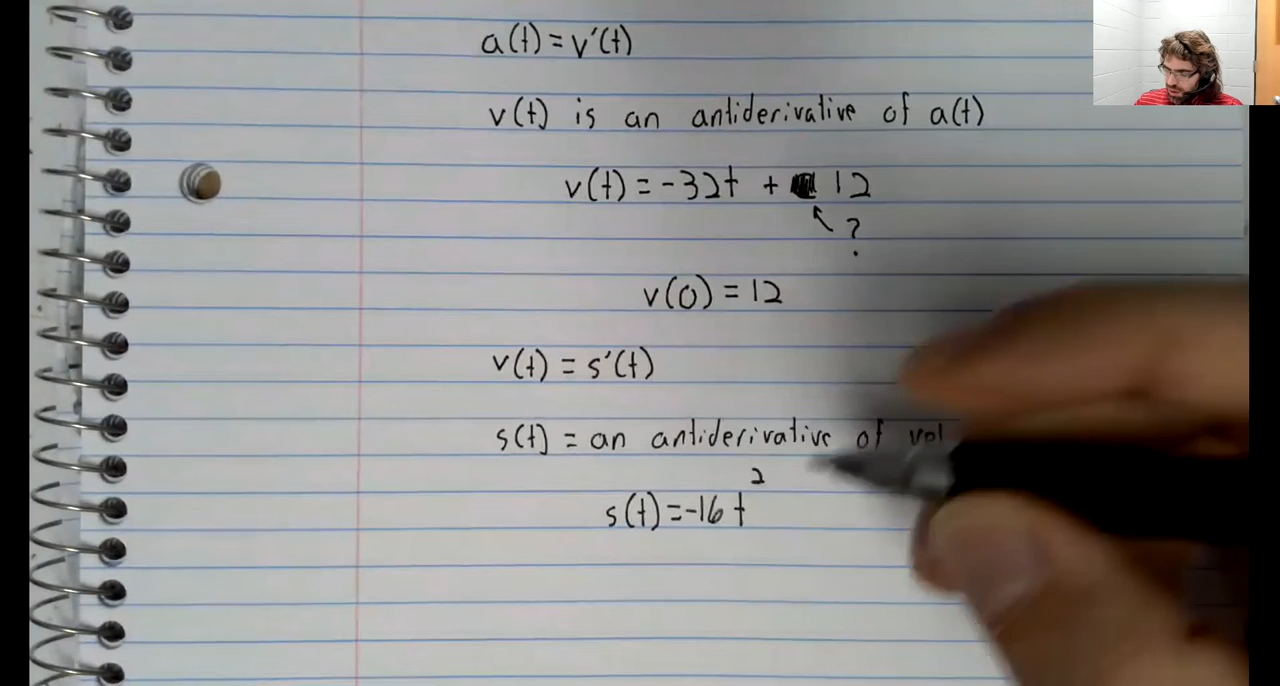 a(t) = v'(t)
v(t) is an antiderivative of a(t)
v(t) = -32t + 12
?
v(0) = 12
v(t) = s'(t)
s(t) = an antiderivative of
s(t) = -16t²